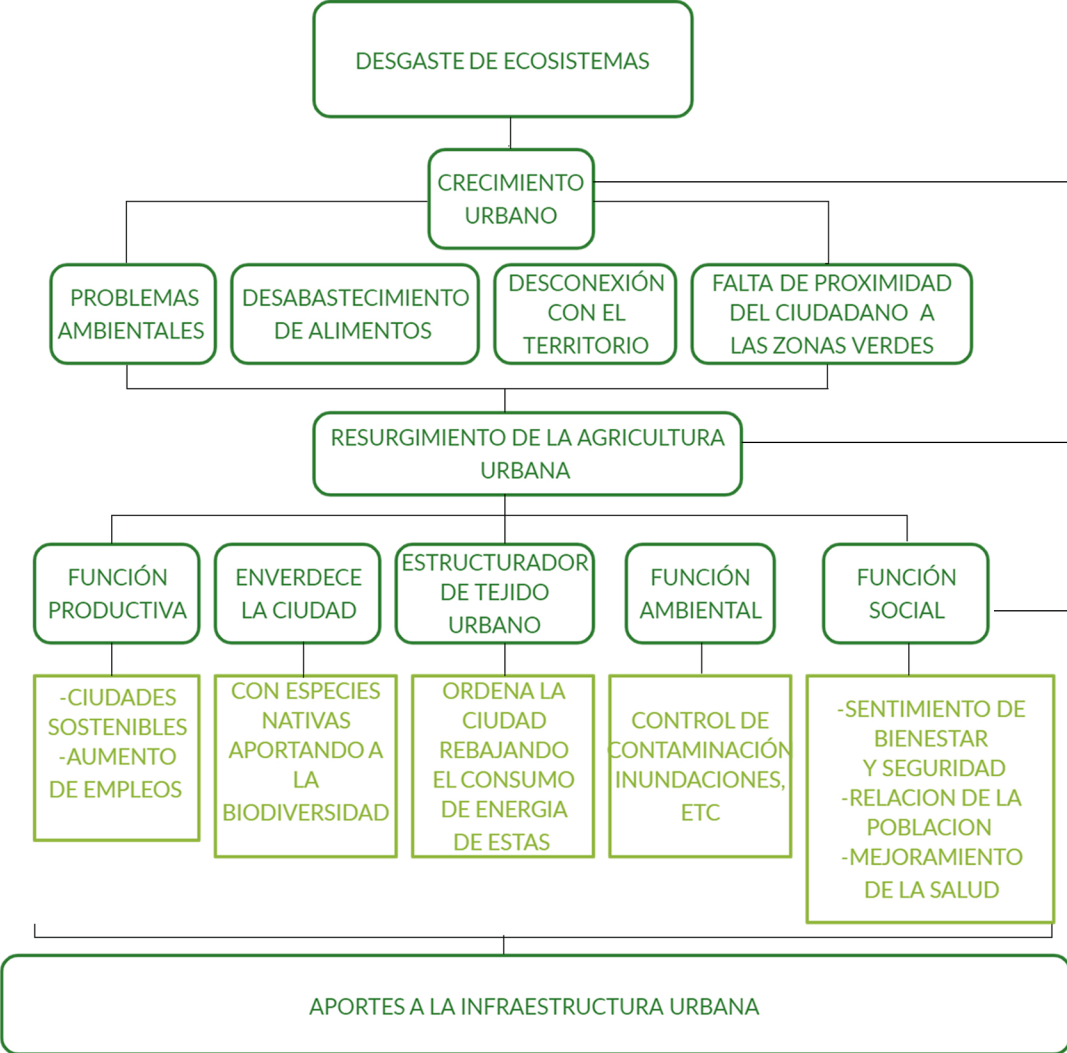 DESGASTE DE ECOSISTEMAS
CRECIMIENTO
URBANO
PROBLEMAS
AMBIENTALES
DESABASTECIMIENTO
DE ALIMENTOS
DESCONEXIÓN
CON EL
TERRITORIO
FALTA DE PROXIMIDAD
DEL CIUDADANO A
LAS ZONAS VERDES
RESURGIMIENTO DE LA AGRICULTURA
URBANA
FUNCIÓN
PRODUCTIVA
ENVERDECE
LA CIUDAD
ESTRUCTURADOR
DE TEJIDO
URBANO
FUNCIÓN
AMBIENTAL
FUNCIÓN
SOCIAL
-CIUDADES
SOSTENIBLES
-AUMENTO
DE EMPLEOS
CON ESPECIES
NATIVAS
APORTANDO A
LA
BIODIVERSIDAD
ORDENA LA
CIUDAD
REBAJANDO
EL CONSUMO
DE ENERGIA
DE ESTAS
CONTROL DE
CONTAMINACIÓN
INUNDACIONES,
ETC
-SENTIMIENTO DE
BIENESTAR
Y SEGURIDAD
-RELACION DE LA
POBLACION
-MEJORAMIENTO
DE LA SALUD
APORTES A LA INFRAESTRUCTURA URBANA